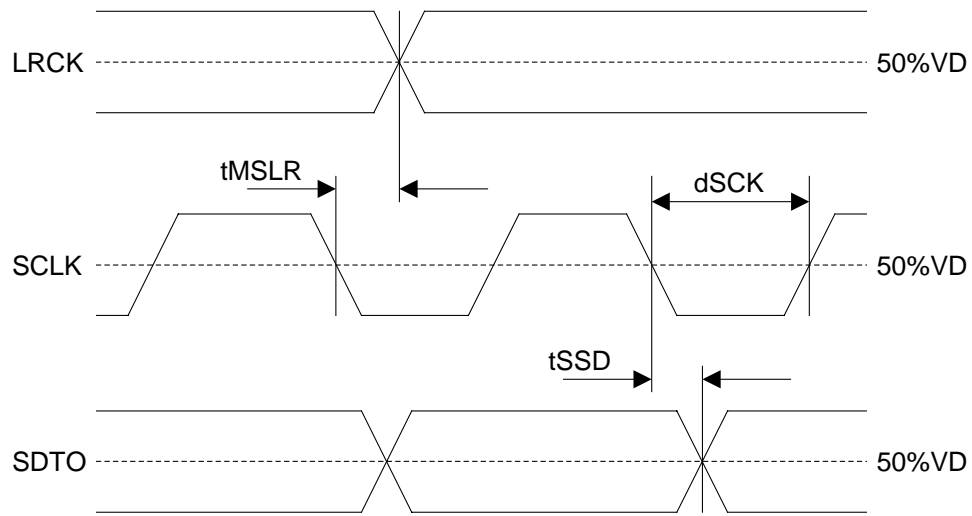 LRCK 50%VD
tMSLR dSCK
SCLK 50%VD
tSSD
SDTO 50%VD